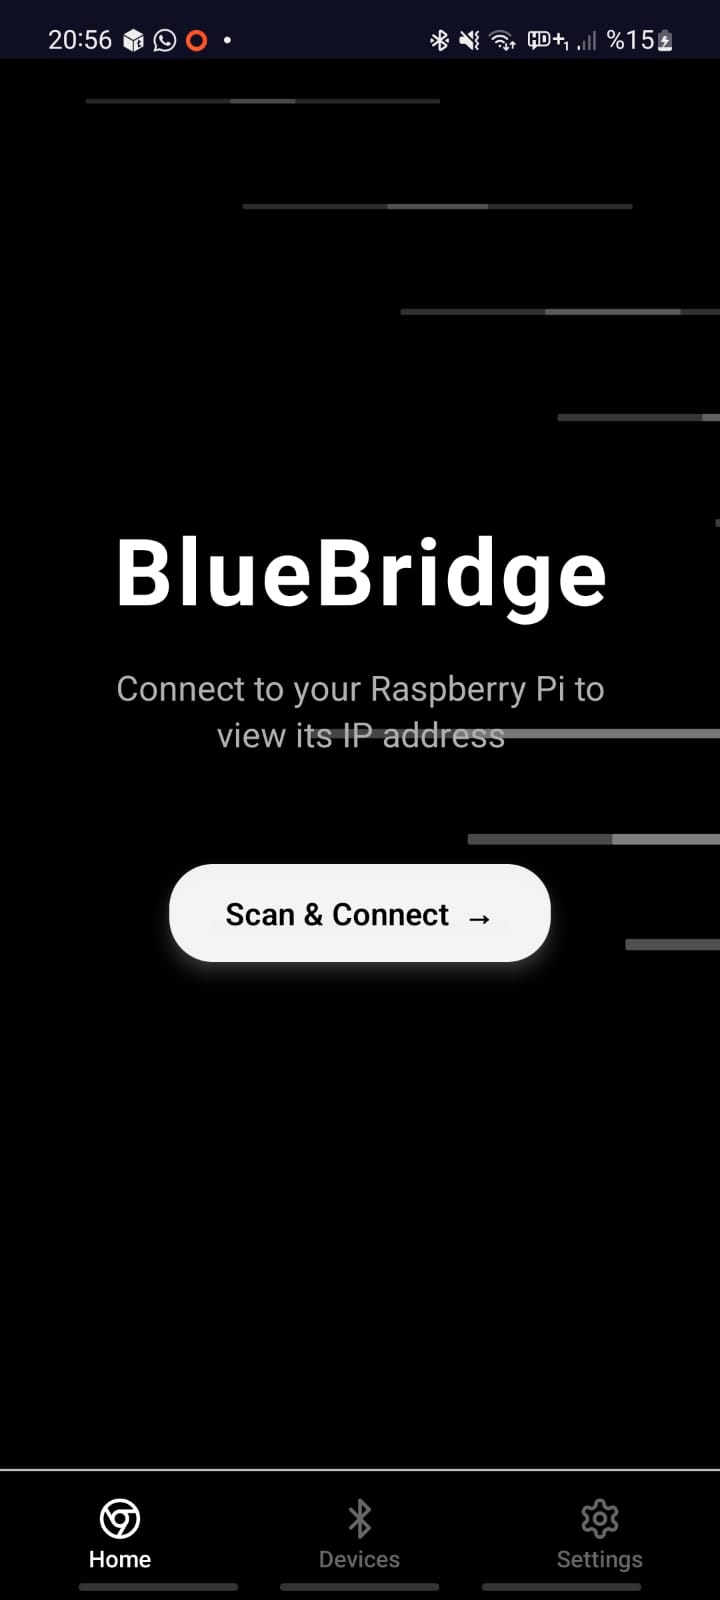 20:56 %15
BlueBridge
Connect to your Raspberry Pi to
view its IP address
Scan & Connect →
Home Devices Settings